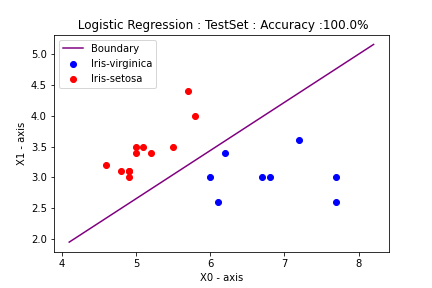 Logistic Regression : TestSet : Accuracy :100.0%
Boundary
Iris-virginica
Iris-setosa
X1 - axis
5.0
4.5
4.0
3.5
3.0
2.5
2.0
4
5
6
7
8
X0 - axis